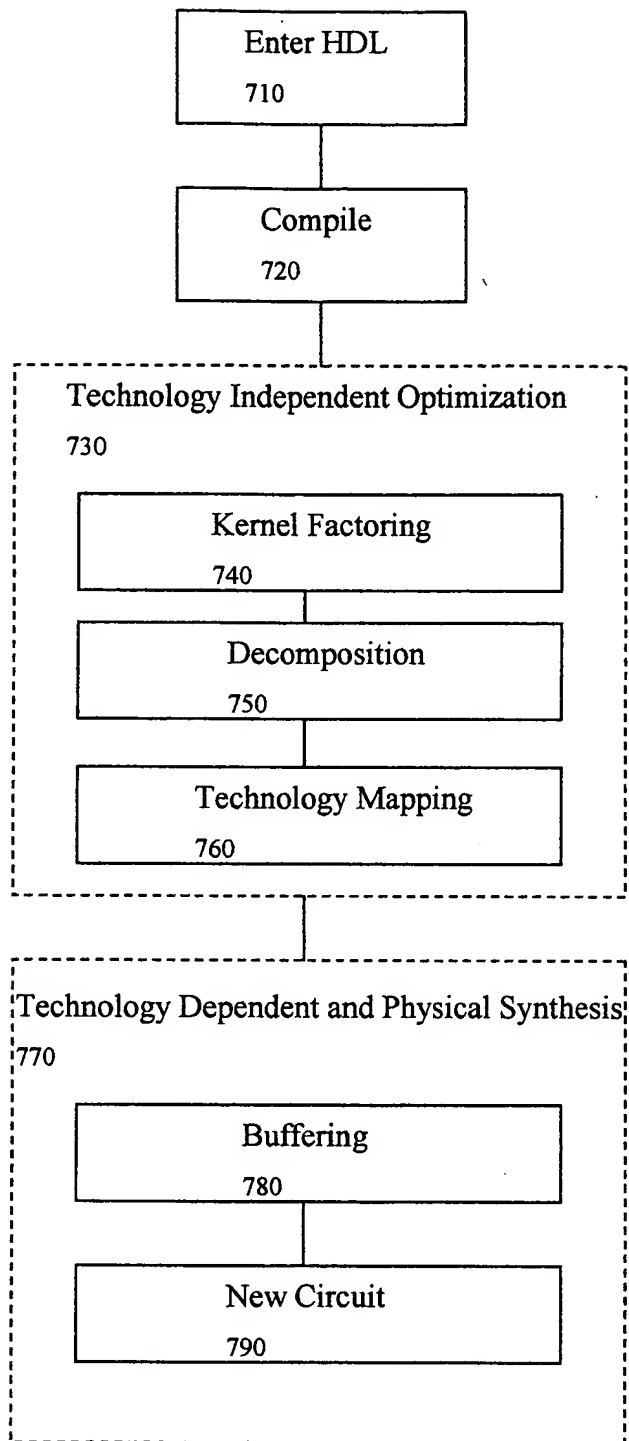 Enter HDL
710
Compile
720
Technology Independent Optimization
730
Kernel Factoring
740
Decomposition
750
Technology Mapping
760
Technology Dependent and Physical Synthesis
770
Buffering
780
New Circuit
790